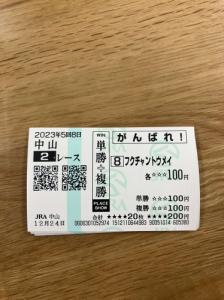 2023年5回8日
中山
2レース
JRA 中山
12月24日
WIN
単勝+複勝
PLACE
SHOW
がんばれ!
8 フクチャントウメイ
各☆☆☆100円
単勝 ☆☆☆100円
複勝 ☆☆☆100円
合計 ★★★★20枚 ★★★★200円